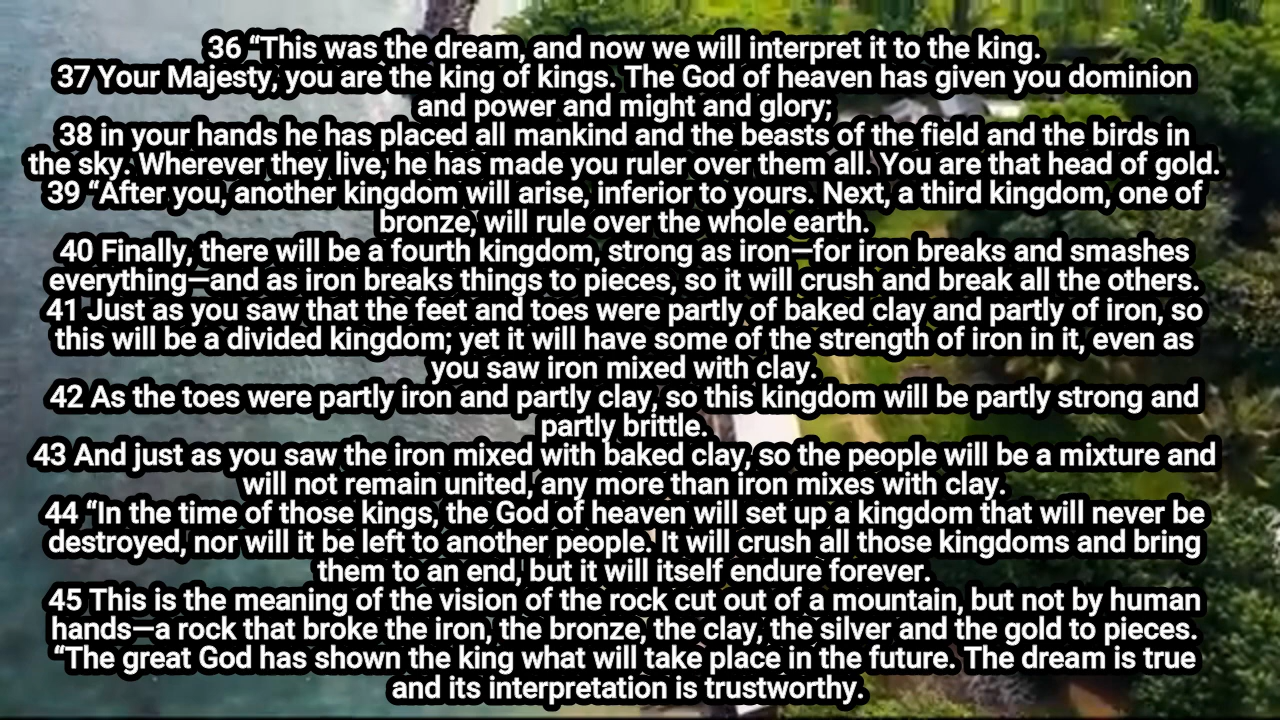 36 “This was the dream, and now we will interpret it to the king.
37 Your Majesty, you are the king of kings. The God of heaven has given you dominion
and power and might and glory;
38 in your hands he has placed all mankind and the beasts of the field and the birds in
the sky. Wherever they live, he has made you ruler over them all. You are that head of gold.
39 “After you, another kingdom will arise, inferior to yours. Next, a third kingdom, one of
bronze, will rule over the whole earth.
40 Finally, there will be a fourth kingdom, strong as iron—for iron breaks and smashes
everything—and as iron breaks things to pieces, so it will crush and break all the others.
41 Just as you saw that the feet and toes were partly of baked clay and partly of iron, so
this will be a divided kingdom; yet it will have some of the strength of iron in it, even as
you saw iron mixed with clay.
42 As the toes were partly iron and partly clay, so this kingdom will be partly strong and
partly brittle.
43 And just as you saw the iron mixed with baked clay, so the people will be a mixture and
will not remain united, any more than iron mixes with clay.
44 “In the time of those kings, the God of heaven will set up a kingdom that will never be
destroyed, nor will it be left to another people. It will crush all those kingdoms and bring
them to an end, but it will itself endure forever.
45 This is the meaning of the vision of the rock cut out of a mountain, but not by human
hands—a rock that broke the iron, the bronze, the clay, the silver and the gold to pieces.
“The great God has shown the king what will take place in the future. The dream is true
and its interpretation is trustworthy.